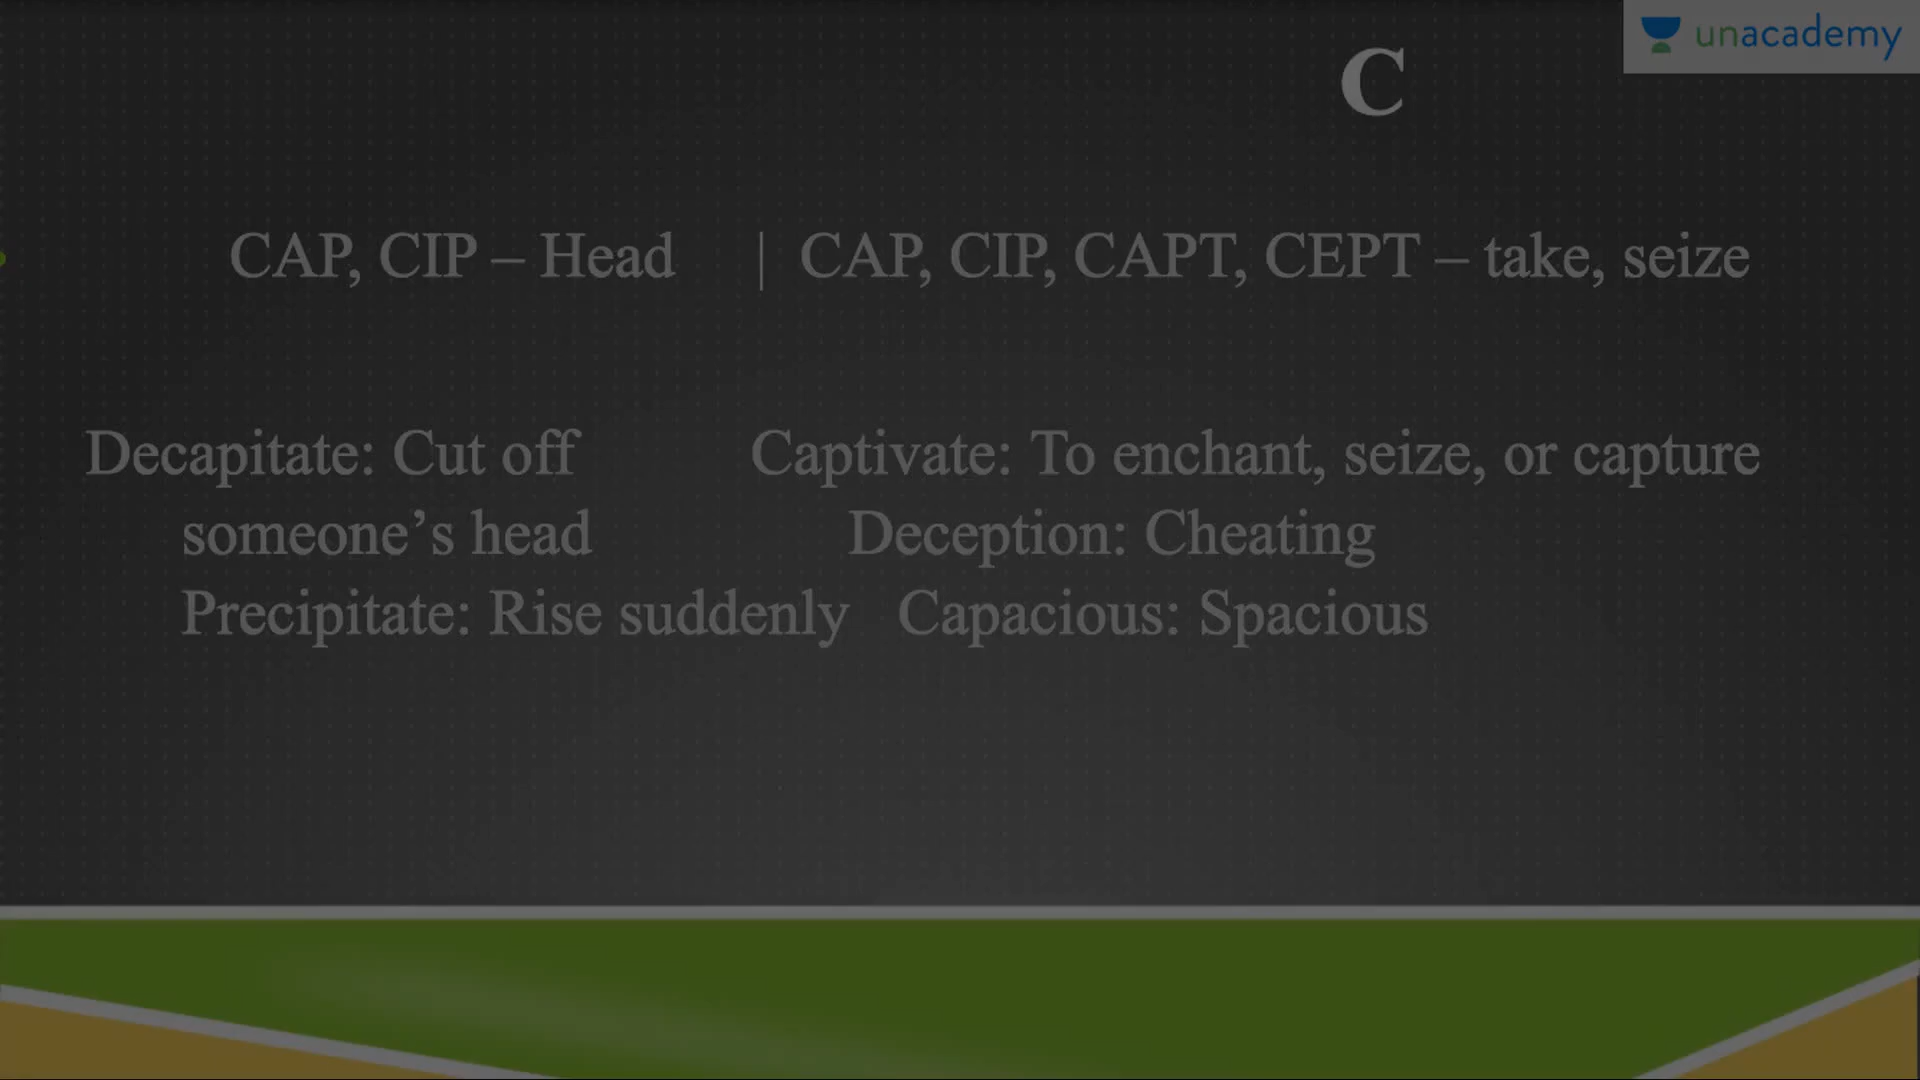 unacademy
C
CAP, CIP – Head | CAP, CIP, CAPT, CEPT – take, seize
Decapitate: Cut off Captivate: To enchant, seize, or capture
someone’s head Deception: Cheating
Precipitate: Rise suddenly Capacious: Spacious